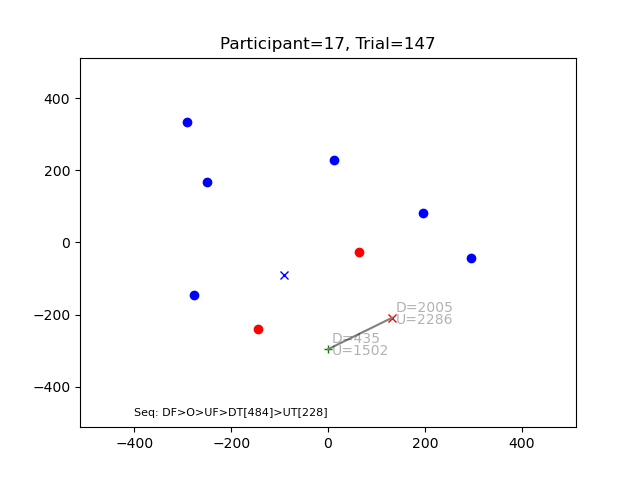 Participant=17, Trial=147
400
200
0
−200
−400
D=2005
U=2286
D=435
U=1502
Seq: DF>O>UF>DT[484]>UT[228]
−400 −200 0 200 400